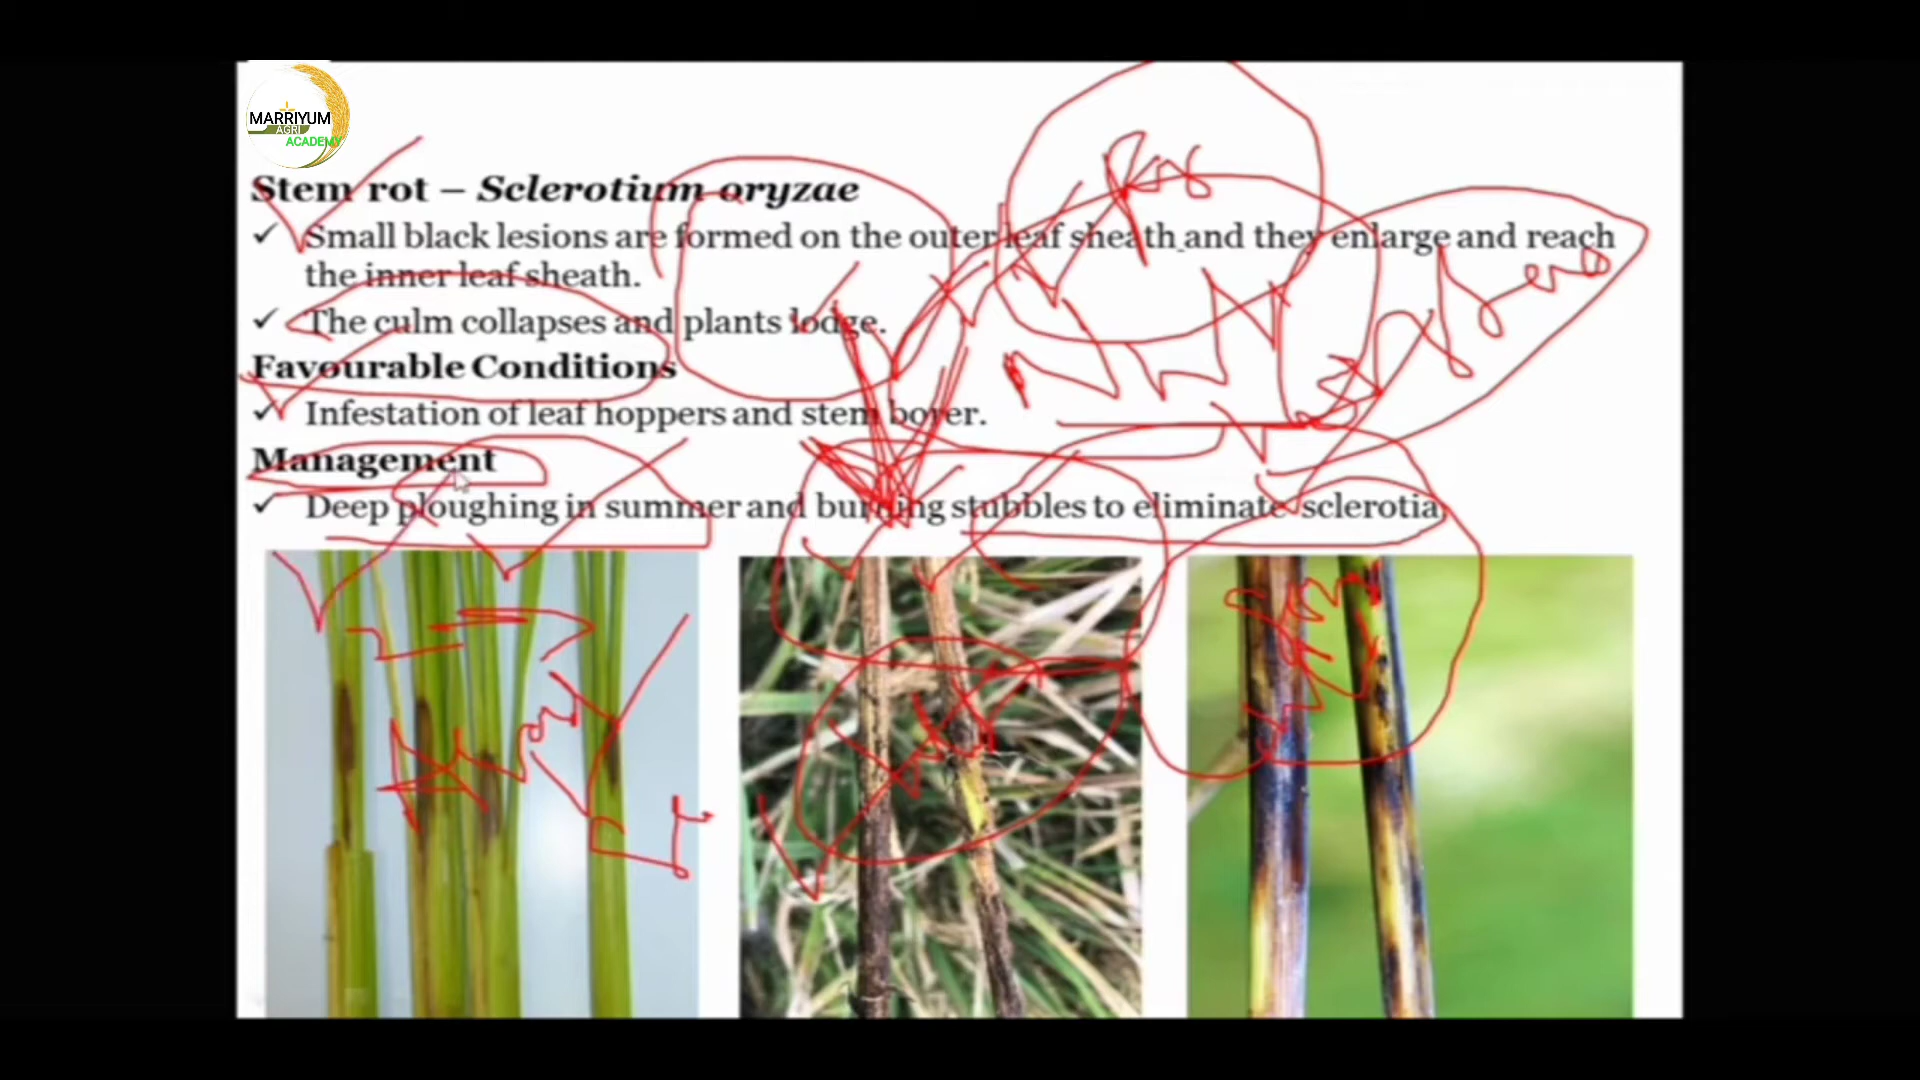 MARRIYUM
AGRI
ACADEMY
Stem rot – Sclerotium oryzae
✓ Small black lesions are formed on the outer leaf sheath and they enlarge and reach
the inner leaf sheath.
✓ The culm collapses and plants lodge.
Favourable Conditions
✓ Infestation of leaf hoppers and stem borer.
Management
✓ Deep ploughing in summer and burning stubbles to eliminate sclerotia